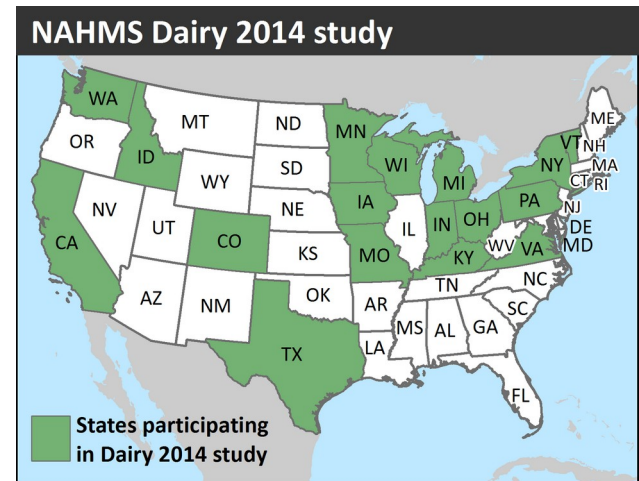 NAHMS Dairy 2014 study
WA
MT
ND
MN
ME
OR
ID
SD
WI
VT
NH
NY
MA
WY
MI
CT
RI
NV
NE
IA
PA
NJ
UT
IL
IN
OH
CA
CO
DE
WV
VA
MD
KS
MO
KY
AZ
NM
OK
TN
NC
AR
SC
TX
MS
AL
GA
LA
FL
States participating
in Dairy 2014 study